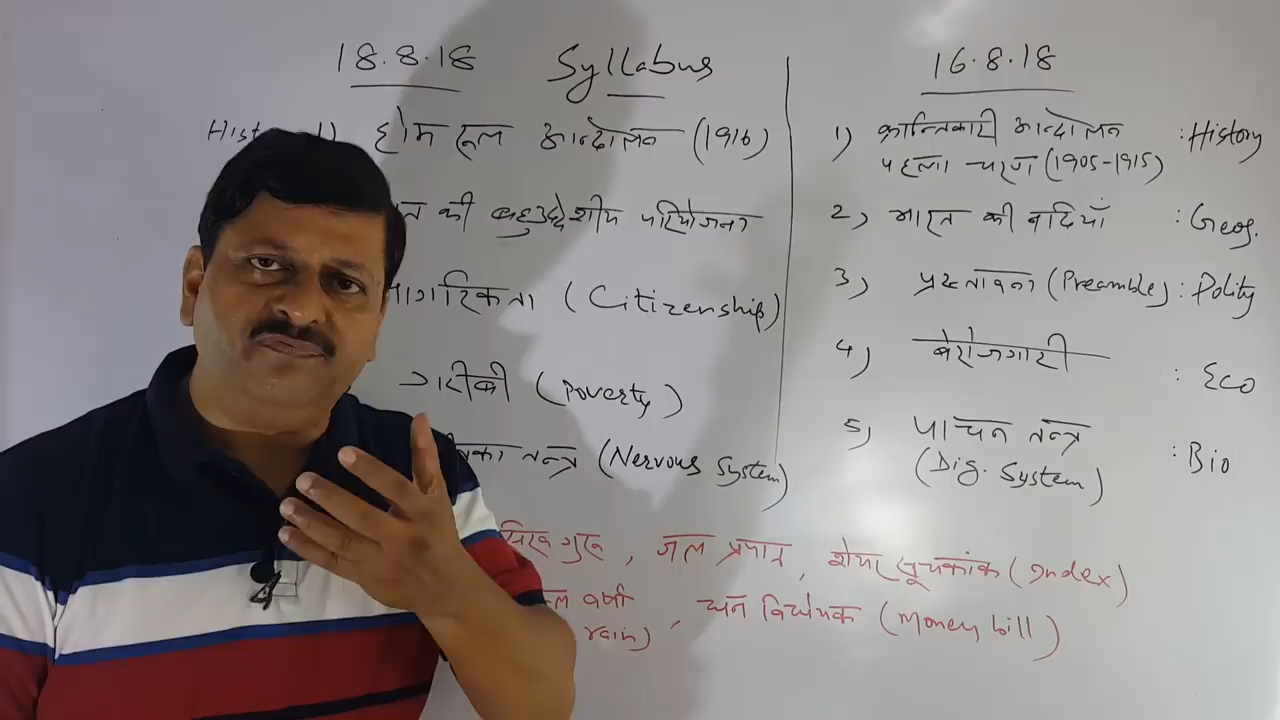 18.8.18 Syllabus 16.8.18
1) होम रूल आन्दोलन (1916)
की बहुउद्देशीय परियोजना
नागरिकता (Citizenship)
गरीबी (Poverty)
तन्त्र (Nervous System)
1) क्रान्तिकारी आन्दोलन : History
पहला चरण (1905-1915)
2) भारत की नदियाँ : Geog.
3) प्रस्तावना (Preamble) : Polity
4) बेरोजगारी : Eco
5) पाचन तन्त्र : Bio
(Dig. System)
सिख गुरु, जल प्रपात, शेयर सूचकांक (Index)
वर्षा, धन विधेयक (Money bill)
rain)